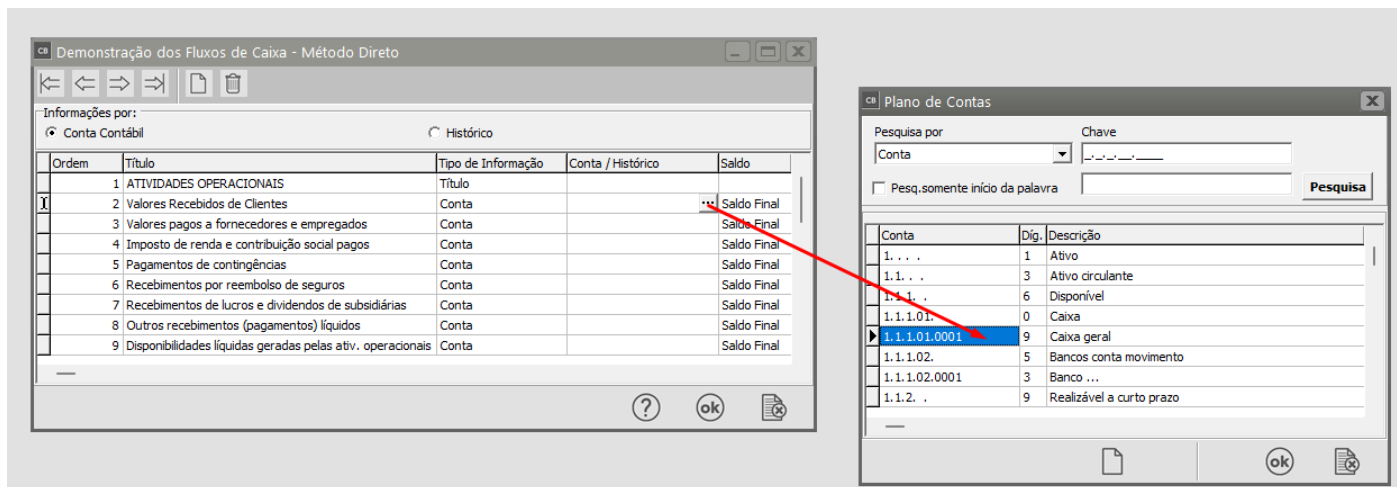 CB Demonstração dos Fluxos de Caixa - Método Direto
Informações por:
Conta Contábil Histórico
Ordem Título Tipo de Informação Conta / Histórico Saldo
1 ATIVIDADES OPERACIONAIS Título
2 Valores Recebidos de Clientes Conta ... Saldo Final
3 Valores pagos a fornecedores e empregados Conta Saldo Final
4 Imposto de renda e contribuição social pagos Conta Saldo Final
5 Pagamentos de contingências Conta Saldo Final
6 Recebimentos por reembolso de seguros Conta Saldo Final
7 Recebimentos de lucros e dividendos de subsidiárias Conta Saldo Final
8 Outros recebimentos (pagamentos) líquidos Conta Saldo Final
9 Disponibilidades líquidas geradas pelas ativ. operacionais Conta Saldo Final
? ok
CB Plano de Contas X
Pesquisa por Chave
Conta _._._.__.____
Pesq.somente início da palavra Pesquisa
Conta Díg. Descrição
1. . . . 1 Ativo
1.1. . . 3 Ativo circulante
1.1.1. . 6 Disponível
1.1.1.01. 0 Caixa
1.1.1.01.0001 9 Caixa geral
1.1.1.02. 5 Bancos conta movimento
1.1.1.02.0001 3 Banco ...
1.1.2. . 9 Realizável a curto prazo
ok